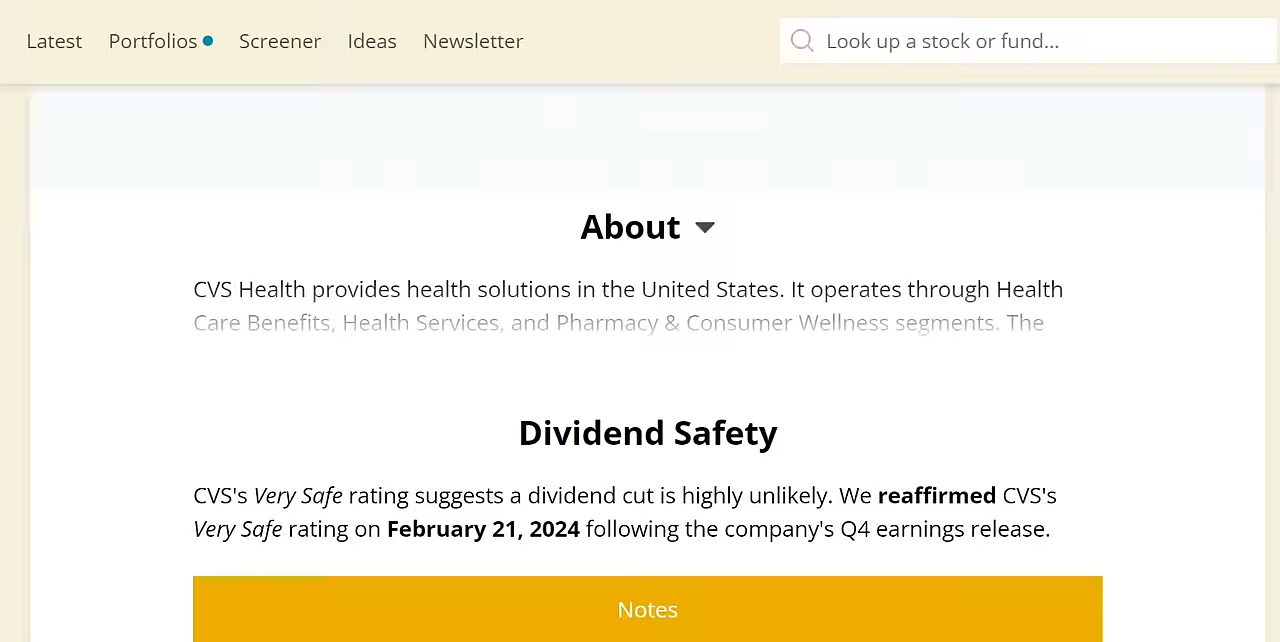 Latest Portfolios Screener Ideas Newsletter Look up a stock or fund...
About
CVS Health provides health solutions in the United States. It operates through Health
Care Benefits, Health Services, and Pharmacy & Consumer Wellness segments. The
Dividend Safety
CVS's Very Safe rating suggests a dividend cut is highly unlikely. We reaffirmed CVS's
Very Safe rating on February 21, 2024 following the company's Q4 earnings release.
Notes